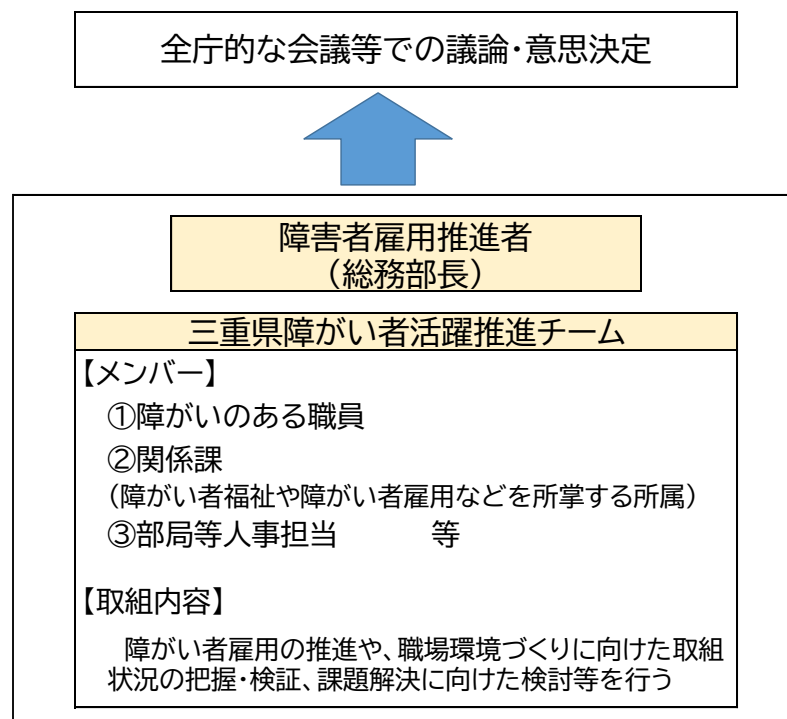 全庁的な会議等での議論・意思決定
障害者雇用推進者
（総務部長）
三重県障がい者活躍推進チーム
【メンバー】
①障がいのある職員
②関係課
（障がい者福祉や障がい者雇用などを所掌する所属）
③部局等人事担当　　　等
【取組内容】
障がい者雇用の推進や、職場環境づくりに向けた取組
状況の把握・検証、課題解決に向けた検討等を行う